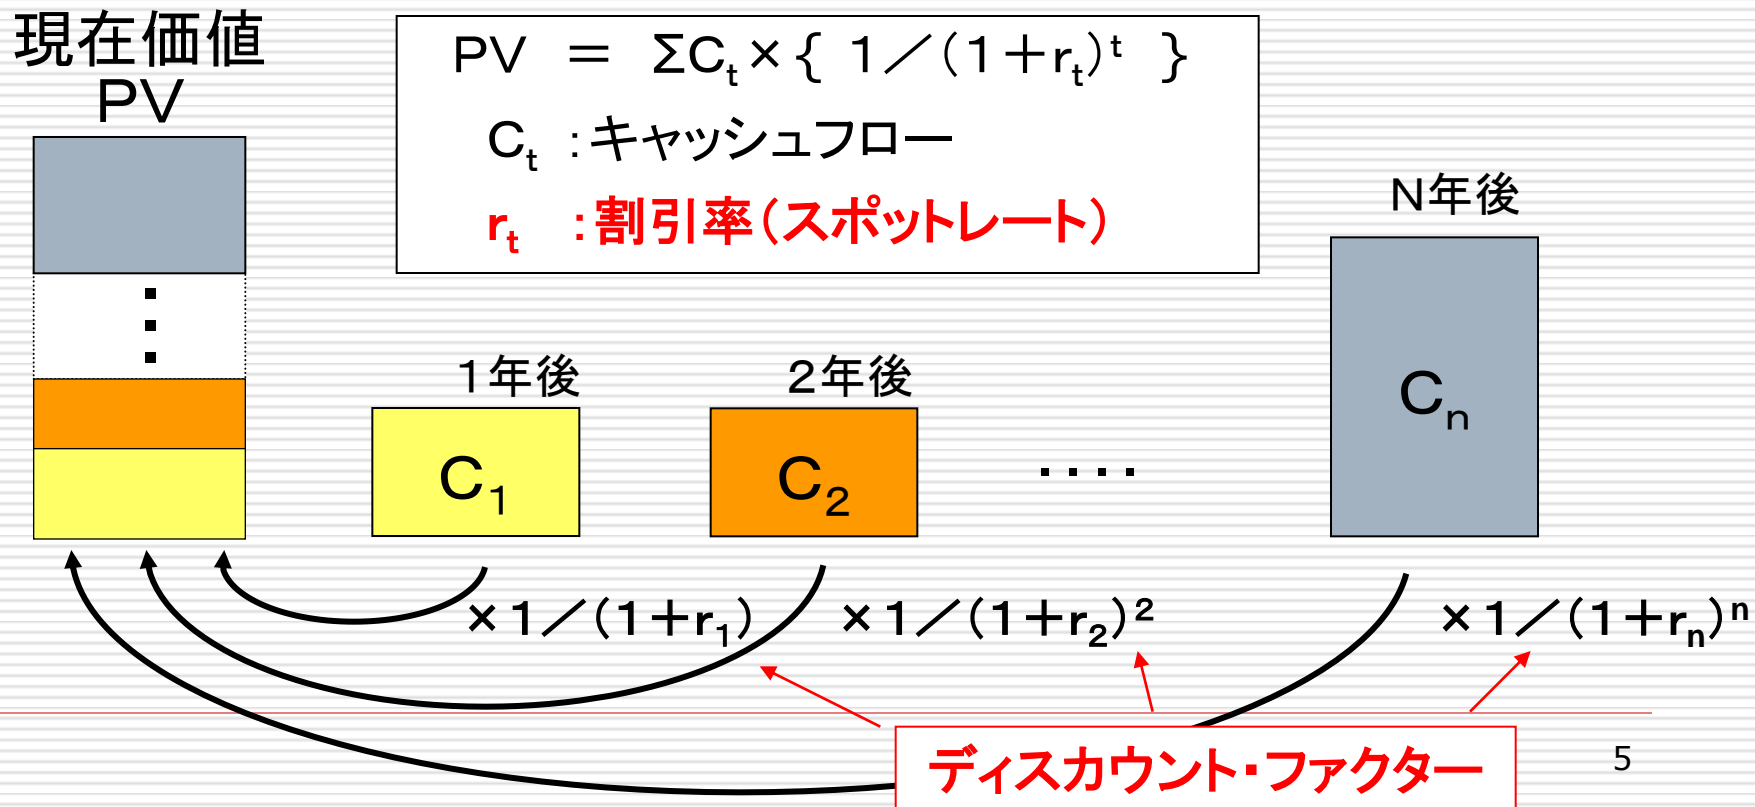 現在価値
PV
PV ＝ ΣCt×{ 1／(1＋rt)t }
Ct :キャッシュフロー
rt :割引率(スポットレート)
N年後
1年後
2年後
C1
C2
････
Cn
×1／(1＋r1)
×1／(1＋r2)2
×1／(1＋rn)n
ディスカウント・ファクター
5